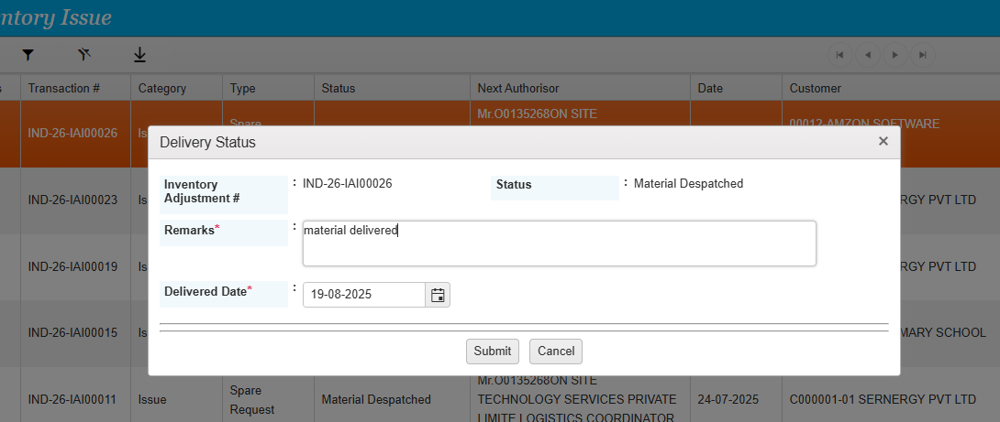 ntory Issue
Transaction # Category Type Status Next Authorisor Date Customer
IND-26-IAI00026 Is Spare Mr.O0135268ON SITE 00012-AMZON SOFTWARE
Delivery Status
Inventory Adjustment # : IND-26-IAI00026 Status : Material Despatched
IND-26-IAI00023 Is RGY PVT LTD
Remarks* : material delivered
IND-26-IAI00019 Is RGY PVT LTD
Delivered Date* : 19-08-2025
IND-26-IAI00015 Is MARY SCHOOL
Submit Cancel
Mr.O0135268ON SITE
IND-26-IAI00011 Issue Spare Request Material Despatched TECHNOLOGY SERVICES PRIVATE 24-07-2025 C000001-01 SERNERGY PVT LTD
LIMITE LOGISTICS COORDINATOR